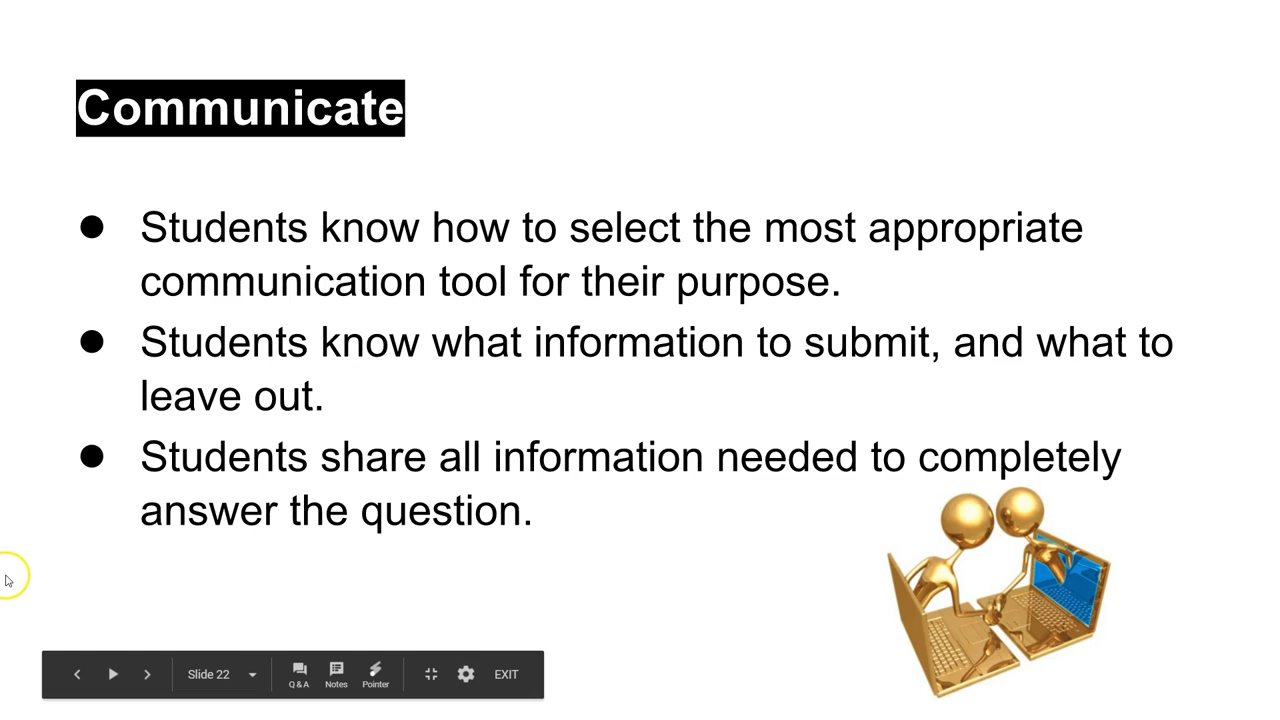 Communicate
● Students know how to select the most appropriate
communication tool for their purpose.
● Students know what information to submit, and what to
leave out.
● Students share all information needed to completely
answer the question.
Slide 22
Q & A
Notes
Pointer
EXIT